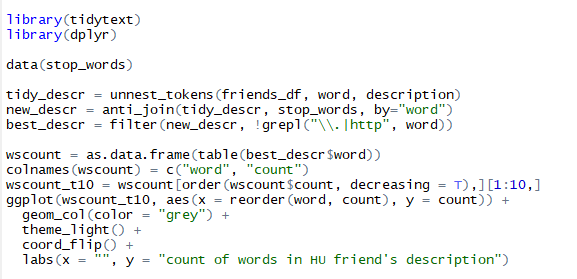 library(tidytext)
library(dplyr)
data(stop_words)
tidy_descr = unnest_tokens(friends_df, word, description)
new_descr = anti_join(tidy_descr, stop_words, by="word")
best_descr = filter(new_descr, !grepl("\\.|http", word))
wscount = as.data.frame(table(best_descr$word))
colnames(wscount) = c("word", "count")
wscount_t10 = wscount[order(wscount$count, decreasing = T),][1:10,]
ggplot(wscount_t10, aes(x = reorder(word, count), y = count)) +
  geom_col(color = "grey") +
  theme_light() +
  coord_flip() +
  labs(x = "", y = "count of words in HU friend's description")